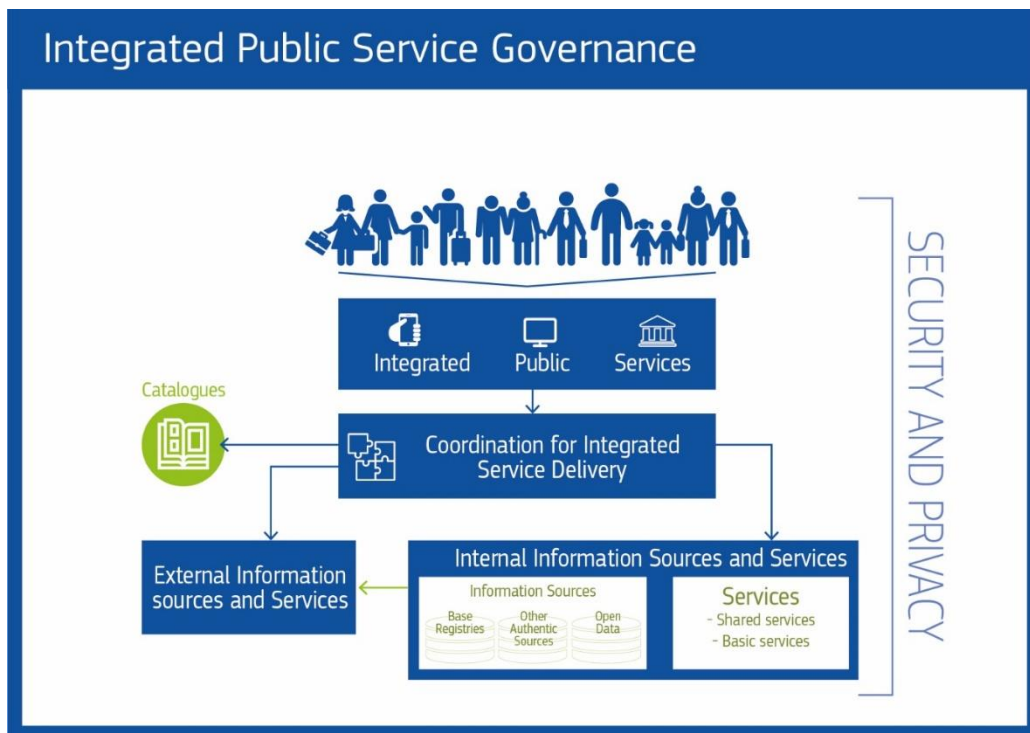 Integrated Public Service Governance
Integrated
Public
Services
Catalogues
Coordination for Integrated
Service Delivery
External Information
sources and Services
Internal Information Sources and Services
Information Sources
Base
Registries
Other
Authentic
Sources
Open
Data
Services
- Shared services
- Basic services
SECURITY AND PRIVACY